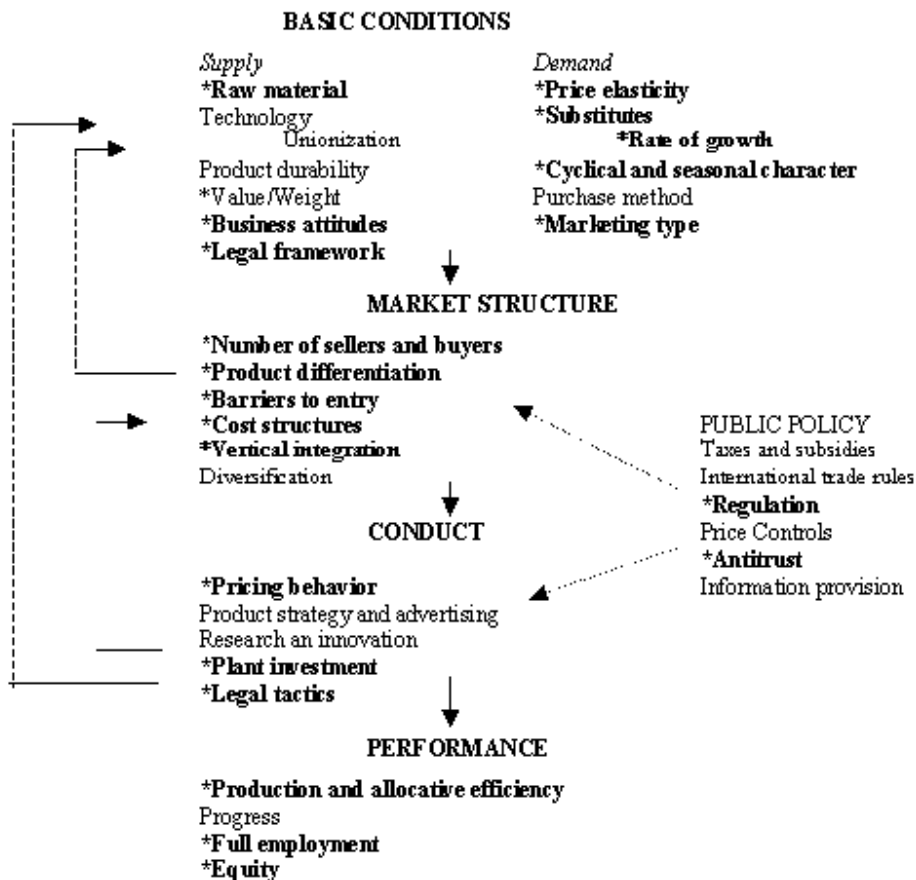 BASIC CONDITIONS
Supply
*Raw material
Technology
Unionization
Product durability
*Value/Weight
*Business attitudes
*Legal framework
Demand
*Price elasticity
*Substitutes
*Rate of growth
*Cyclical and seasonal character
Purchase method
*Marketing type
MARKET STRUCTURE
*Number of sellers and buyers
*Product differentiation
*Barriers to entry
*Cost structures
*Vertical integration
Diversification
PUBLIC POLICY
Taxes and subsidies
International trade rules
*Regulation
Price Controls
*Antitrust
Information provision
CONDUCT
*Pricing behavior
Product strategy and advertising
Research an innovation
*Plant investment
*Legal tactics
PERFORMANCE
*Production and allocative efficiency
Progress
*Full employment
*Equity